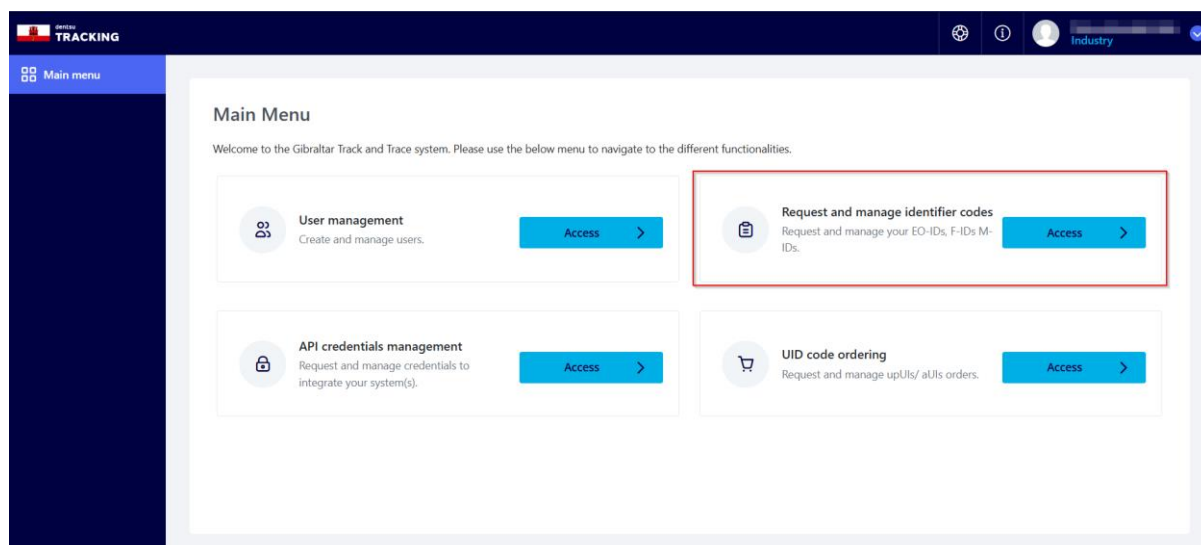 dentsu
TRACKING
Industry
Main menu
Main Menu
Welcome to the Gibraltar Track and Trace system. Please use the below menu to navigate to the different functionalities.
User management
Create and manage users.
Access
Request and manage identifier codes
Request and manage your EO-IDs, F-IDs M-
IDs.
Access
API credentials management
Request and manage credentials to
integrate your system(s).
Access
UID code ordering
Request and manage upUIs/ aUIs orders.
Access